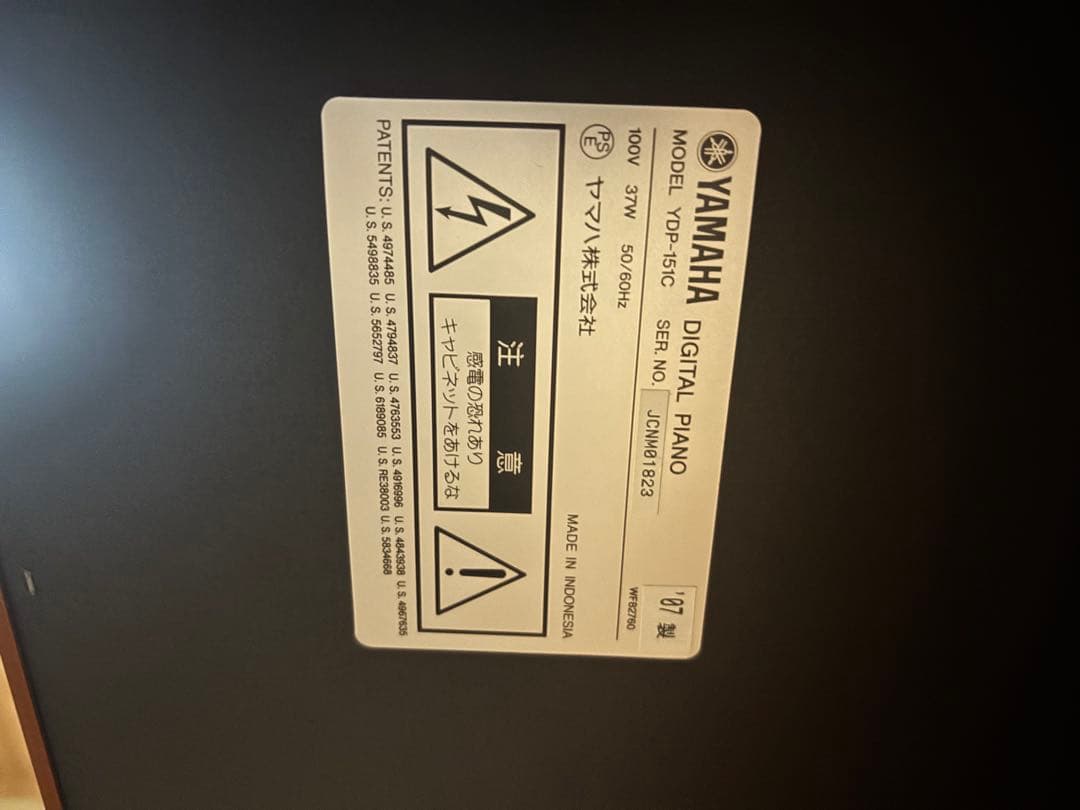 YAMAHA DIGITAL PIANO
MODEL YDP-151C SER. NO. JCNM01823 '07 製
100V 37W 50/60Hz WF82760
PSE ヤマハ株式会社 MADE IN INDONESIA
注意
感電の恐れあり
キャビネットをあけるな
PATENTS: U.S. 4974485 U.S. 4794837 U.S. 4763553 U.S. 4916996 U.S. 4843938 U.S. 4967635
U.S. 5498835 U.S. 5652797 U.S. 6189085 U.S. RE38003 U.S. 5834668